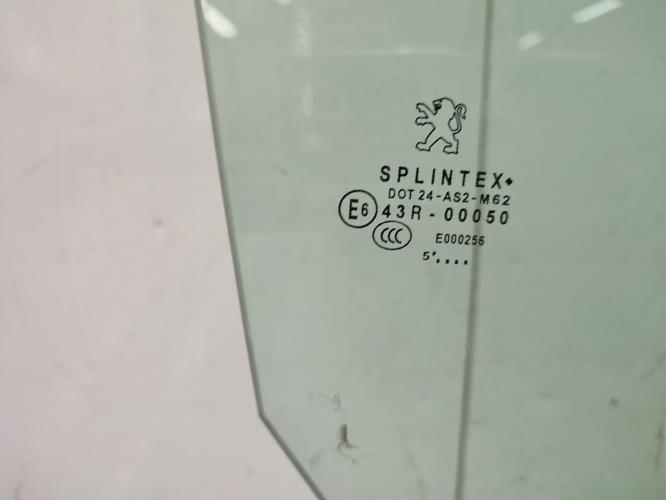 SPLINTEX
DOT 24-AS2-M62
E6 43R-00050
CCC E000256
5'....